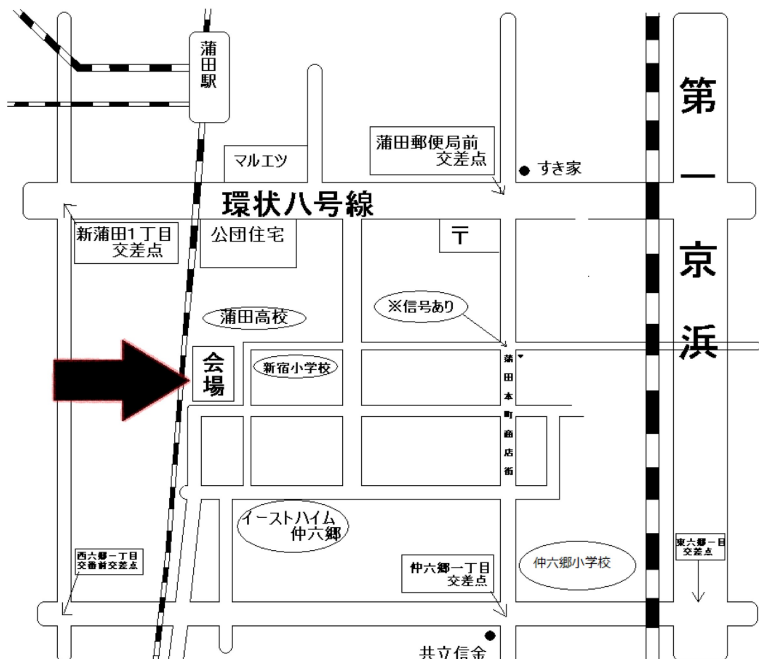 蒲田駅
第一京浜
マルエツ
蒲田郵便局前
交差点
すき家
環状八号線
新蒲田1丁目
交差点
公団住宅
〒
蒲田高校
※信号あり
会場
新宿小学校
蒲田本町商店街
イーストハイム
仲六郷
西六郷一丁目
交番前交差点
仲六郷一丁目
交差点
仲六郷小学校
東六郷一目
交差点
共立信金